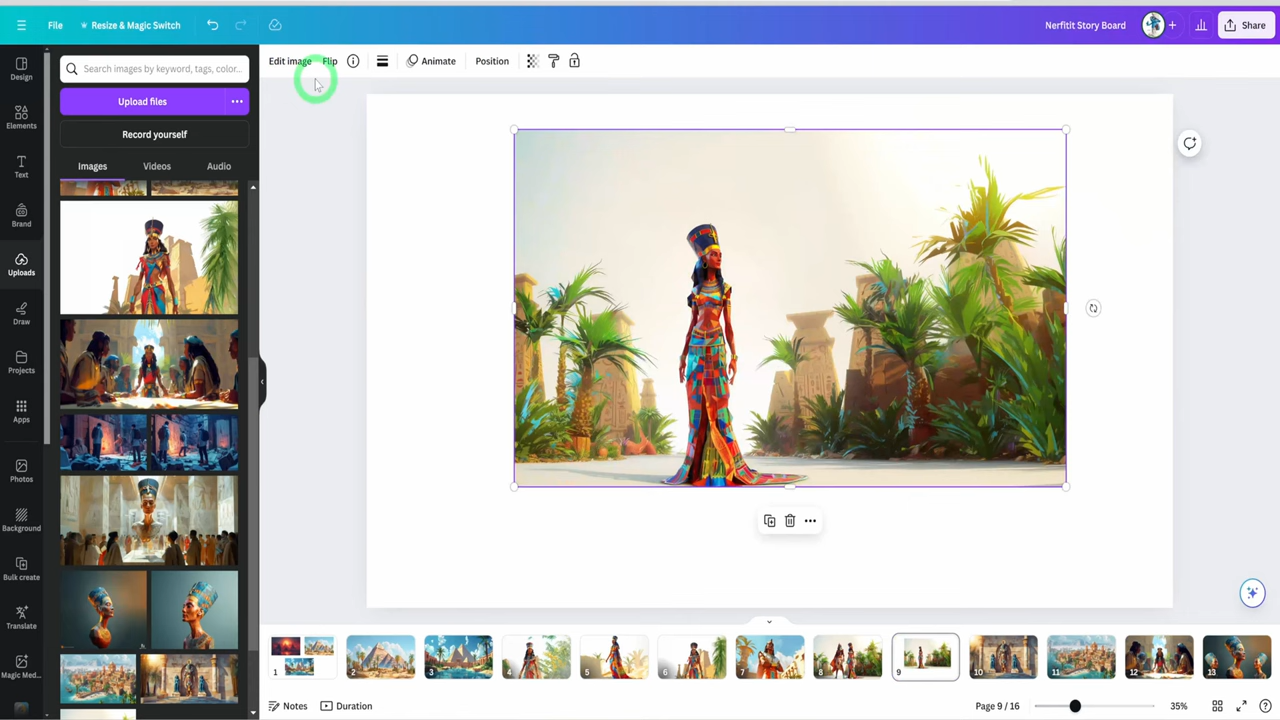 File
Resize & Magic Switch
Nerfitit Story Board
Share
Design
Elements
Text
Brand
Uploads
Draw
Projects
Apps
Photos
Background
Bulk create
Translate
Magic Med...
Search images by keyword, tags, color...
Upload files
Record yourself
Images
Videos
Audio
Edit image
Flip
Animate
Position
1
2
3
4
5
6
7
8
9
10
11
12
13
Notes
Duration
Page 9 / 16
35%